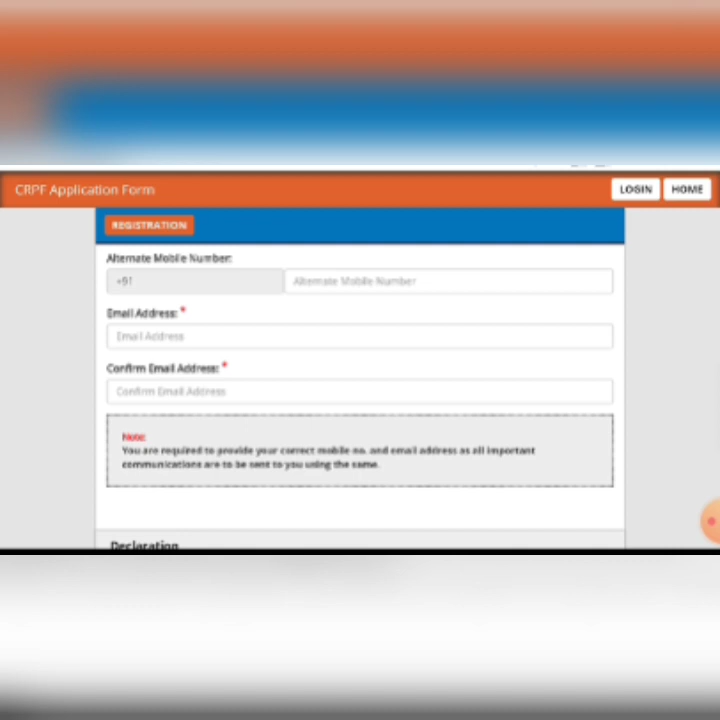 CRPF Application Form
LOGIN
HOME
REGISTRATION
Alternate Mobile Number:
+91
Alternate Mobile Number
Email Address: *
Email Address
Confirm Email Address: *
Confirm Email Address
Note:
You are required to provide your correct mobile no. and email address as all important
communications are to be sent to you using the same.
Declaration